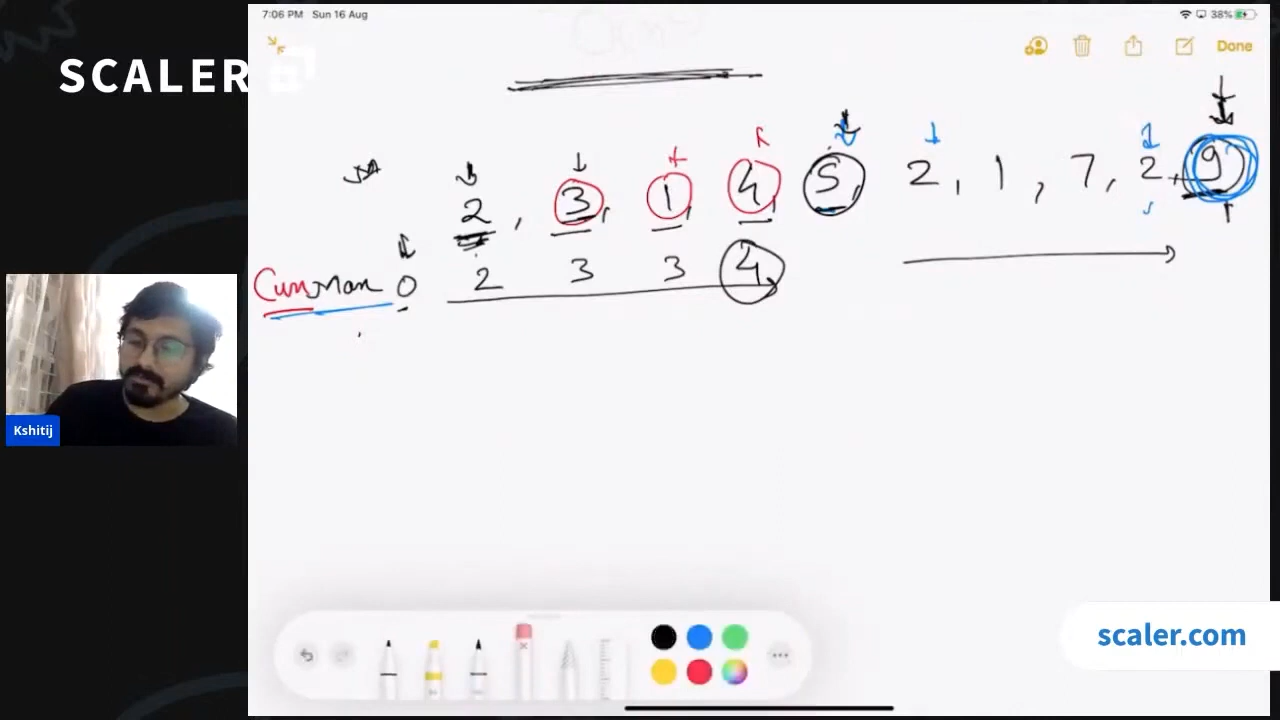 7:06 PM Sun 16 Aug
38%
SCALER
Done
2, 3, 1, 4, 5, 2, 1, 7, 2, 9
CumMax 0 2 3 3 4
Kshitij
scaler.com